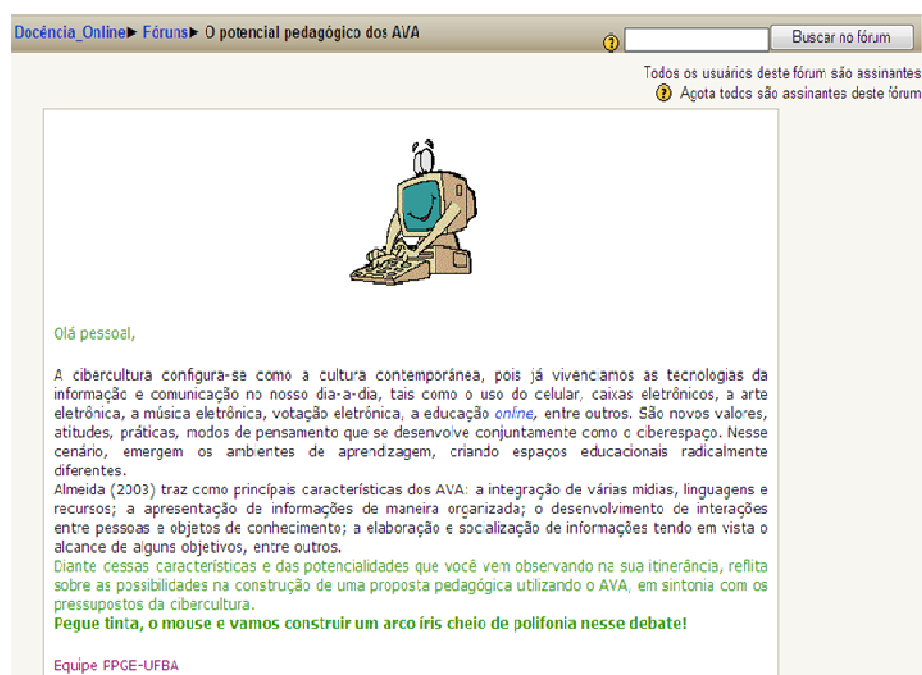 Docência_Online► Fóruns► O potencial pedagógico dos AVA
Buscar no fórum
Todos os usuários deste fórum são assinantes
Agota todos são assinantes deste fórum
Olá pessoal,
A cibercultura configura-se como a cultura contemporânea, pois já vivenciamos as tecnologias da
informação e comunicação no nosso dia-a-dia, tais como o uso do celular, caixas eletrônicos, a arte
eletrônica, a música eletrônica, votação eletrônica, a educação online, entre outros. São novos valores,
atitudes, práticas, modos de pensamento que se desenvolve conjuntamente como o ciberespaço. Nesse
cenário, emergem os ambientes de aprendizagem, criando espaços educacionais radicalmente
diferentes.
Almeida (2003) traz como principais características dos AVA: a integração de várias mídias, linguagens e
recursos; a apresentação de informações de maneira organizada; o desenvolvimento de interações
entre pessoas e objetos de conhecimento; a elaboração e socialização de informações tendo em vista o
alcance de alguns objetivos, entre outros.
Diante dessas características e das potencialidades que você vem observando na sua itinerância, reflita
sobre as possibilidades na construção de uma proposta pedagógica utilizando o AVA, em sintonia com os
pressupostos da cibercultura.
Pegue tinta, o mouse e vamos construir um arco íris cheio de polifonia nesse debate!
Equipe FPGE-UFBA